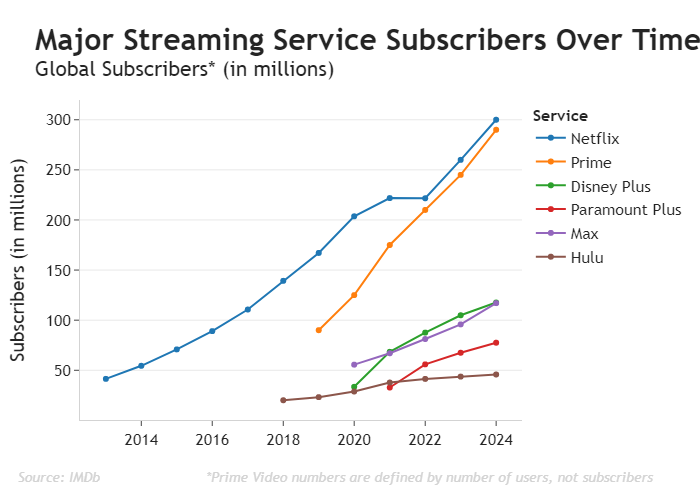 Major Streaming Service Subscribers Over Time
Global Subscribers* (in millions)
Subscribers (in millions)
300
250
200
150
100
50
2014 2016 2018 2020 2022 2024
Service
Netflix
Prime
Disney Plus
Paramount Plus
Max
Hulu
Source: IMDb *Prime Video numbers are defined by number of users, not subscribers